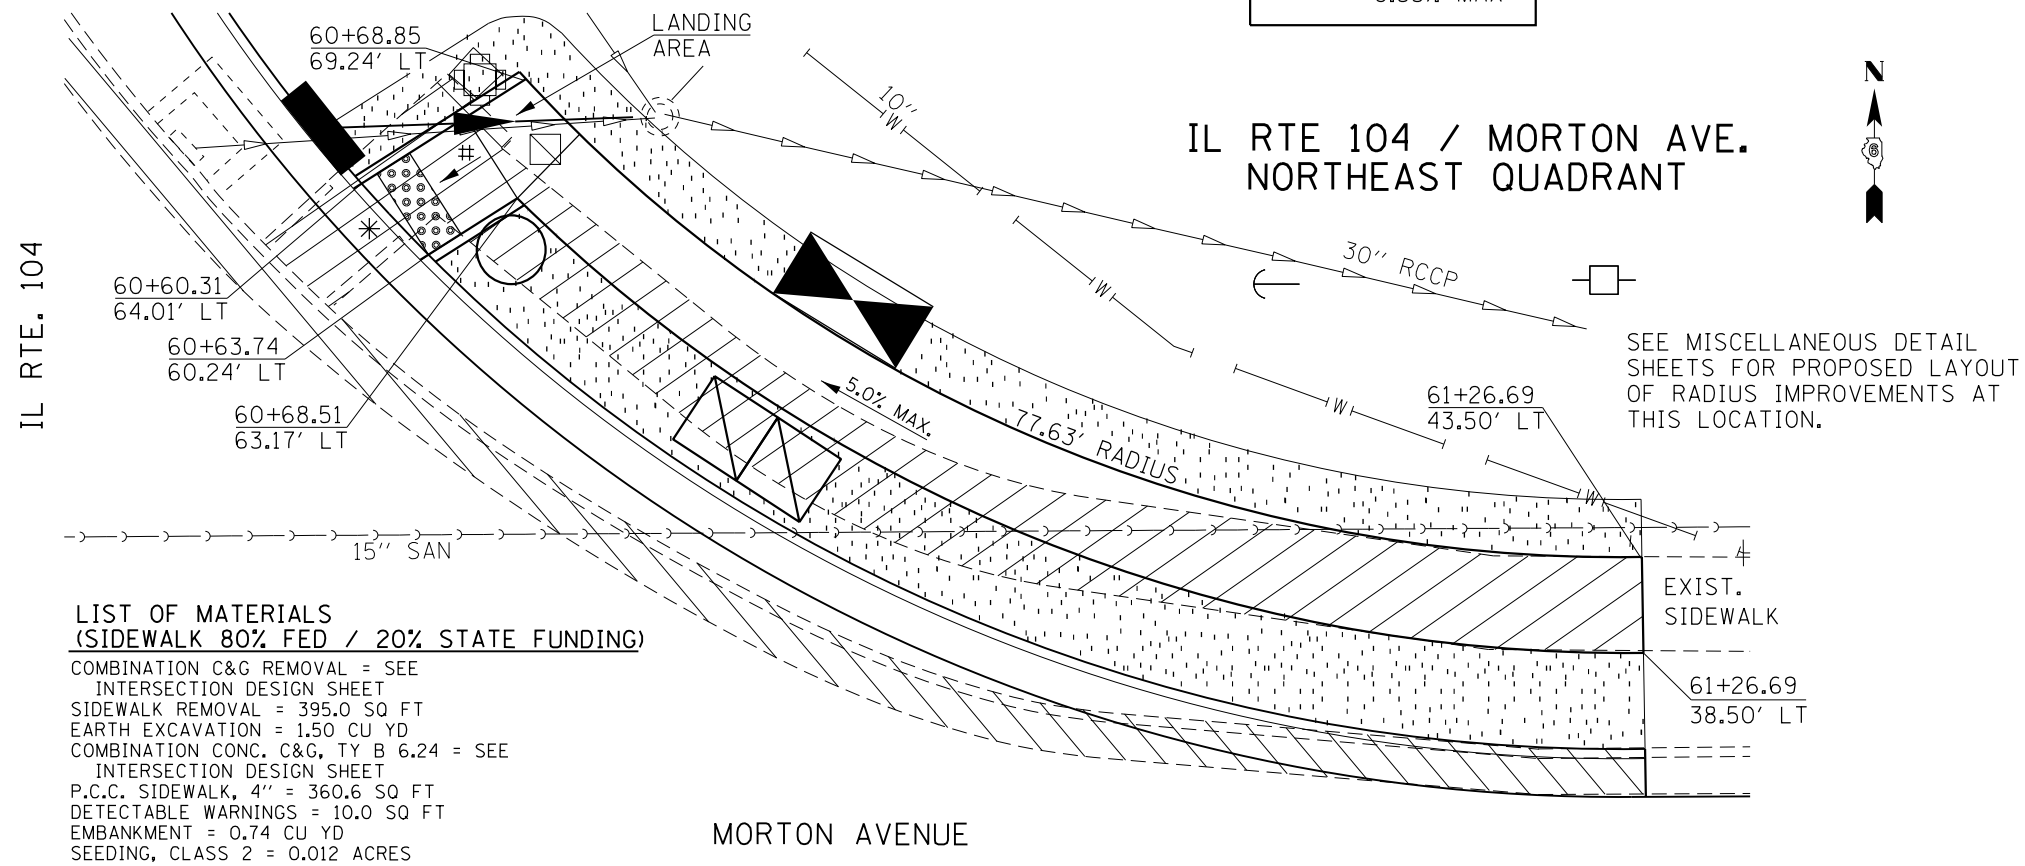 60+68.85
69.24' LT
LANDING
AREA
10"
W
IL RTE 104 / MORTON AVE.
NORTHEAST QUADRANT
N
6
#
*
IL RTE. 104
60+60.31
64.01' LT
60+63.74
60.24' LT
60+68.51
63.17' LT
W
30" RCCP
5.0% MAX.
77.63' RADIUS
W
61+26.69
43.50' LT
SEE MISCELLANEOUS DETAIL
SHEETS FOR PROPOSED LAYOUT
OF RADIUS IMPROVEMENTS AT
THIS LOCATION.
W
15" SAN
EXIST.
SIDEWALK
61+26.69
38.50' LT
LIST OF MATERIALS
(SIDEWALK 80% FED / 20% STATE FUNDING)
COMBINATION C&G REMOVAL = SEE
INTERSECTION DESIGN SHEET
SIDEWALK REMOVAL = 395.0 SQ FT
EARTH EXCAVATION = 1.50 CU YD
COMBINATION CONC. C&G, TY B 6.24 = SEE
INTERSECTION DESIGN SHEET
P.C.C. SIDEWALK, 4" = 360.6 SQ FT
DETECTABLE WARNINGS = 10.0 SQ FT
EMBANKMENT = 0.74 CU YD
SEEDING, CLASS 2 = 0.012 ACRES
MORTON AVENUE